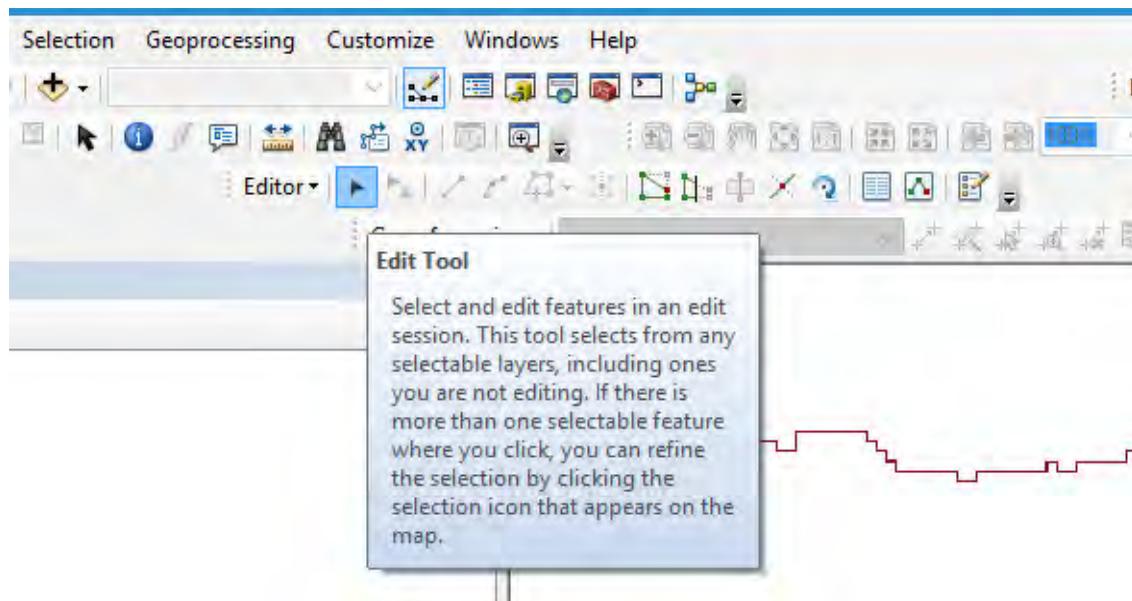 Selection Geoprocessing Customize Windows Help
XY
Editor
Edit Tool
Select and edit features in an edit
session. This tool selects from any
selectable layers, including ones
you are not editing. If there is
more than one selectable feature
where you click, you can refine
the selection by clicking the
selection icon that appears on the
map.